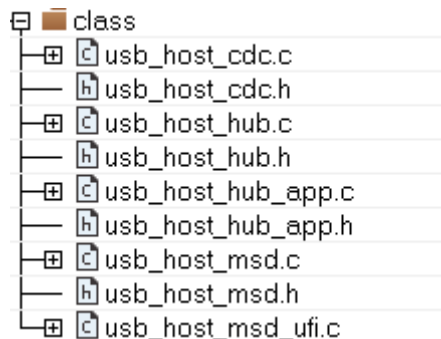 class
usb_host_cdc.c
usb_host_cdc.h
usb_host_hub.c
usb_host_hub.h
usb_host_hub_app.c
usb_host_hub_app.h
usb_host_msd.c
usb_host_msd.h
usb_host_msd_ufi.c